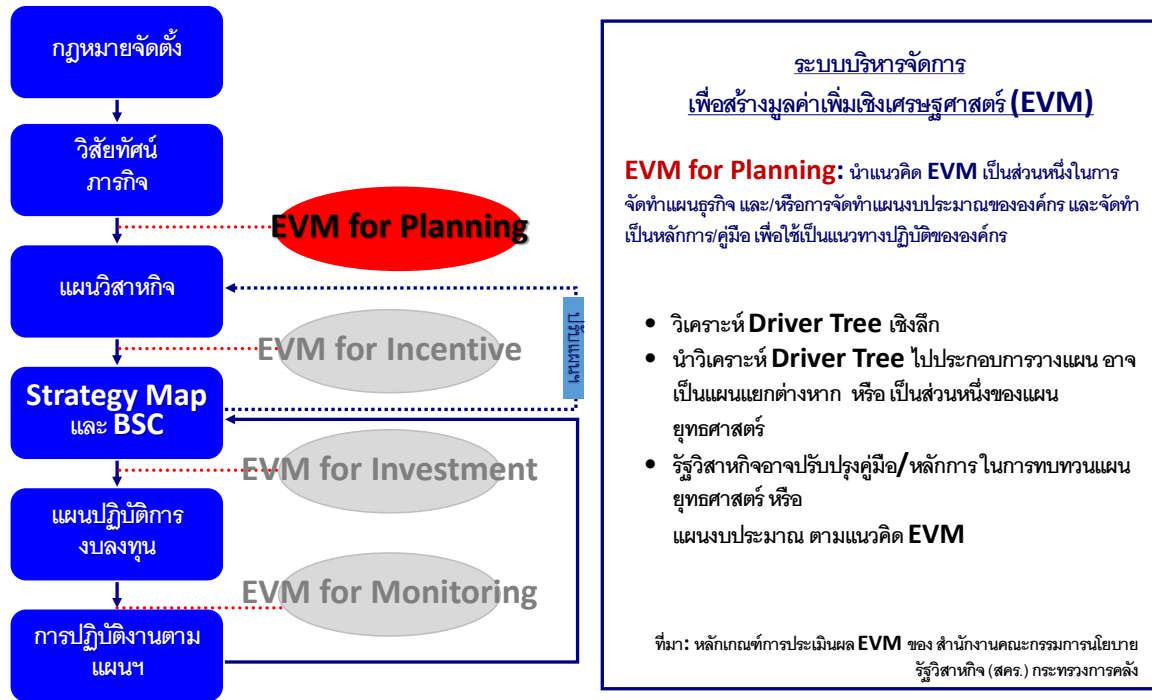 กฎหมายจัดตั้ง
วิสัยทัศน์
ภารกิจ
EVM for Planning
แผนวิสาหกิจ
ปรับแผนฯ
EVM for Incentive
Strategy Map
และ BSC
EVM for Investment
แผนปฏิบัติการ
งบลงทุน
EVM for Monitoring
การปฏิบัติงานตาม
แผนฯ
ระบบบริหารจัดการ
เพื่อสร้างมูลค่าเพิ่มเชิงเศรษฐศาสตร์ (EVM)
EVM for Planning: นำแนวคิด EVM เป็นส่วนหนึ่งในการ
จัดทำแผนธุรกิจ และ/หรือการจัดทำแผนงบประมาณขององค์กร และจัดทำ
เป็นหลักการ/คู่มือ เพื่อใช้เป็นแนวทางปฏิบัติขององค์กร
• วิเคราะห์ Driver Tree เชิงลึก
• นำวิเคราะห์ Driver Tree ไปประกอบการวางแผน อาจ
เป็นแผนแยกต่างหาก หรือ เป็นส่วนหนึ่งของแผน
ยุทธศาสตร์
• รัฐวิสาหกิจอาจปรับปรุงคู่มือ/หลักการ ในการทบทวนแผน
ยุทธศาสตร์ หรือ
แผนงบประมาณ ตามแนวคิด EVM
ที่มา: หลักเกณฑ์การประเมินผล EVM ของ สำนักงานคณะกรรมการนโยบาย
รัฐวิสาหกิจ (สคร.) กระทรวงการคลัง